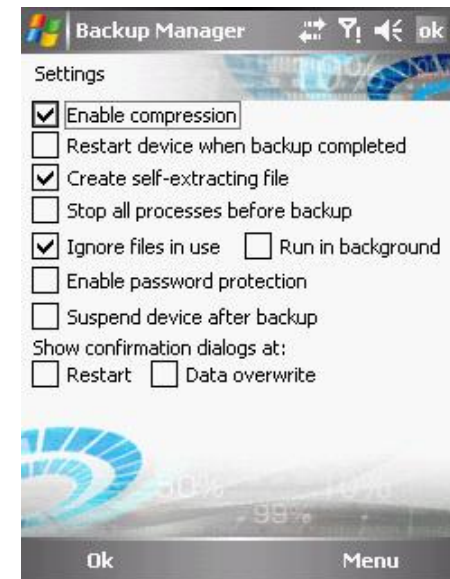 Backup Manager ok
Settings
10%
Enable compression
Restart device when backup completed
Create self-extracting file
Stop all processes before backup
Ignore files in use Run in background
Enable password protection
Suspend device after backup
Show confirmation dialogs at:
Restart Data overwrite
50% 10%
99%
Ok Menu